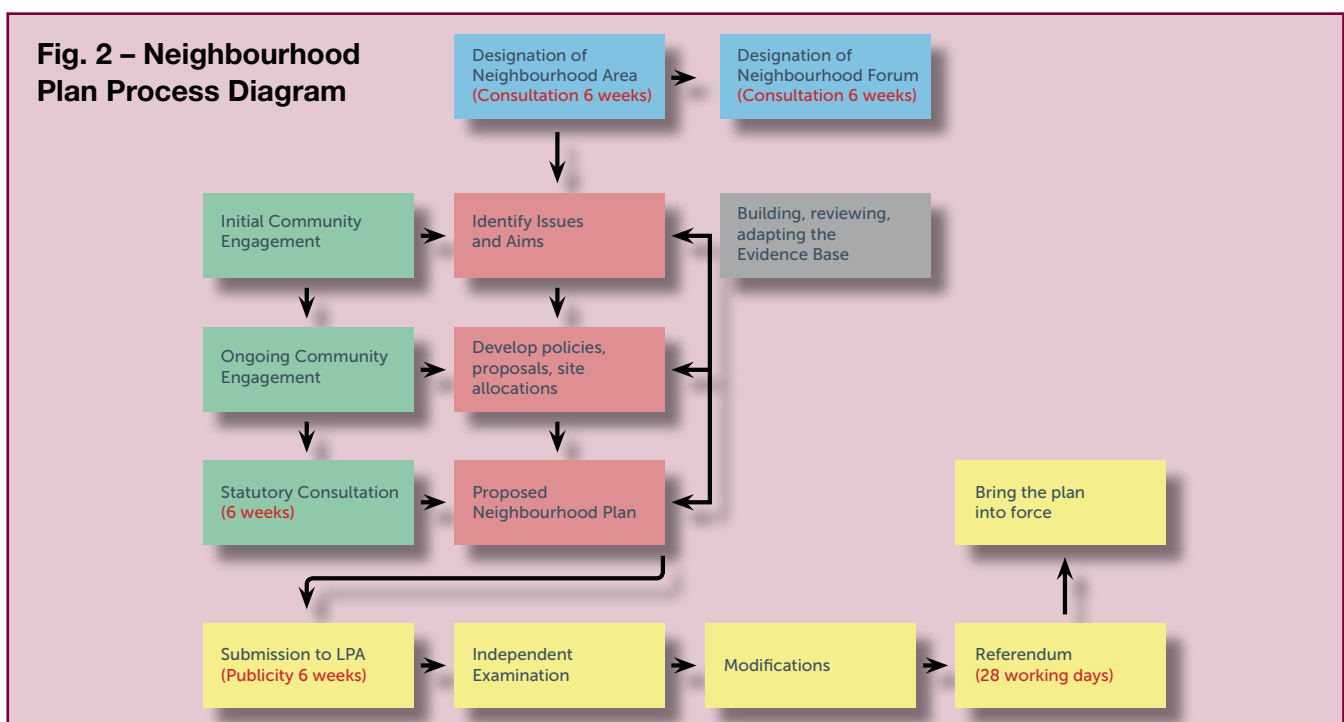 Fig. 2 – Neighbourhood
Plan Process Diagram
Designation of
Neighbourhood Area
(Consultation 6 weeks)
Designation of
Neighbourhood Forum
(Consultation 6 weeks)
Initial Community
Engagement
Identify Issues
and Aims
Building, reviewing,
adapting the
Evidence Base
Ongoing Community
Engagement
Develop policies,
proposals, site
allocations
Statutory Consultation
(6 weeks)
Proposed
Neighbourhood Plan
Bring the plan
into force
Submission to LPA
(Publicity 6 weeks)
Independent
Examination
Modifications
Referendum
(28 working days)